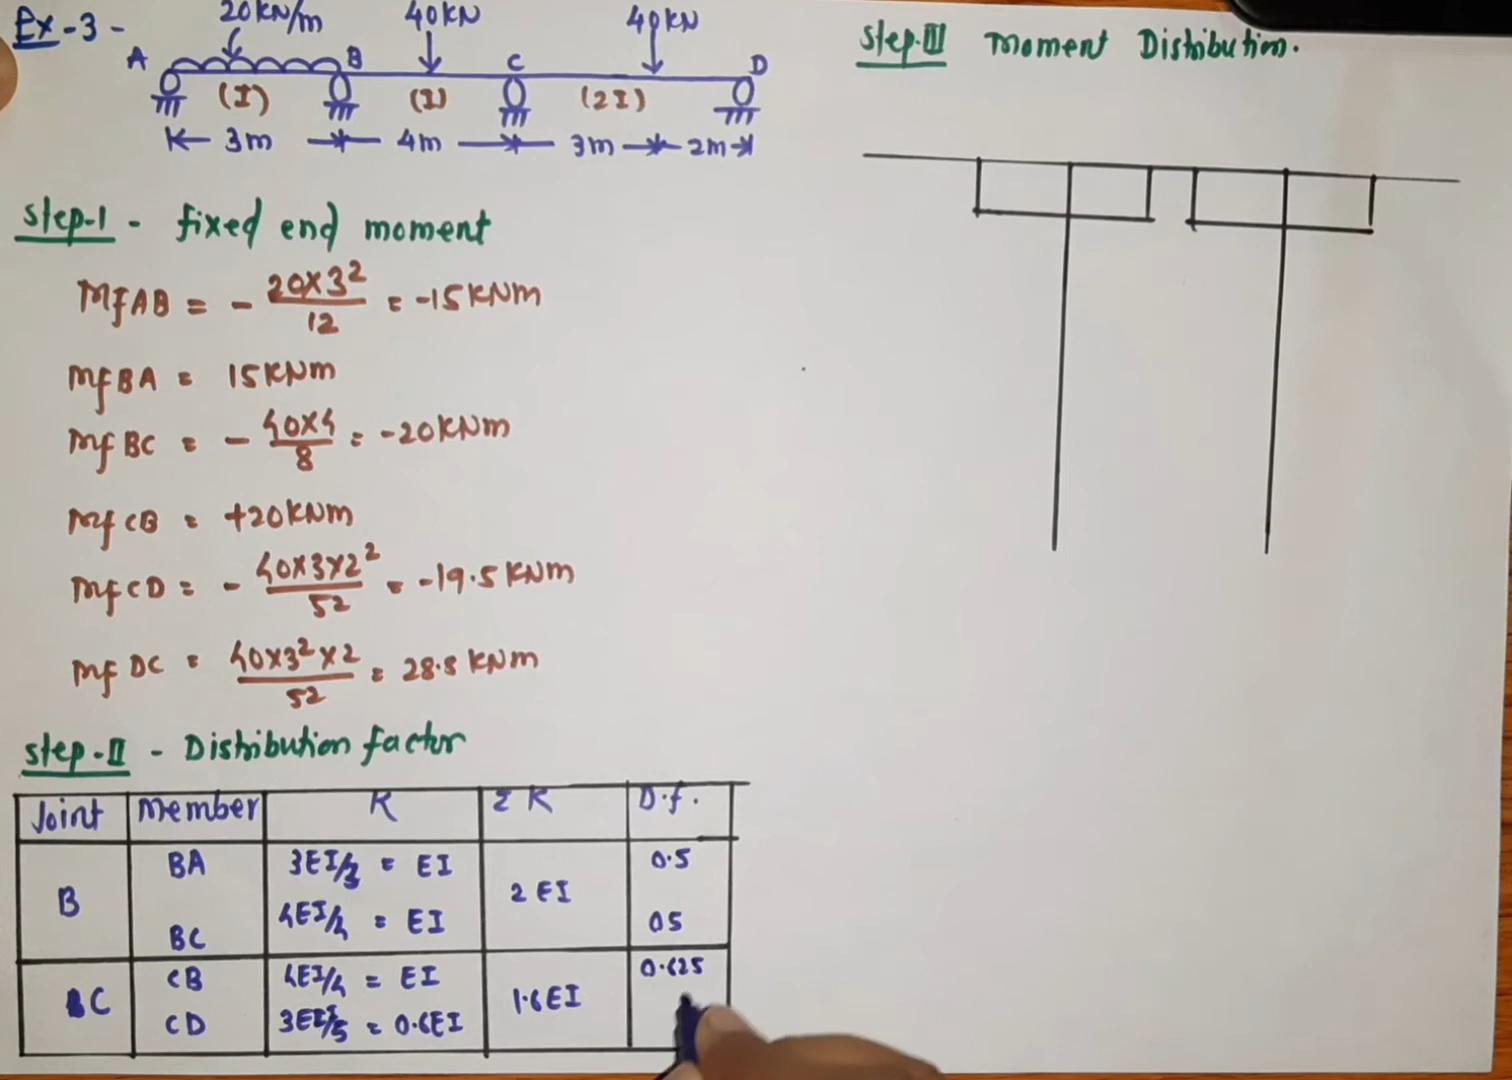 Ex-3-
20KN/m 40KN 40KN
A B C D
(I) (I) (2I)
3m 4m 3m 2m
Step-I - fixed end moment
MfAB = - 20×3² / 12 = -15KNm
MfBA = 15KNm
MfBC = - 40×4 / 8 = -20KNm
MfCB = +20KNm
MfCD = - 40×3×2² / 5² = -19.5KNm
MfDC = 40×3²×2 / 5² = 28.8KNm
Step-II - Distribution factor
Joint Member K ΣK D.f.
BA 3EI/3 = EI 0.5
B 2EI
BC 4EI/4 = EI 05
CB 4EI/4 = EI 0.625
C 1.6EI
CD 3EI/5 = 0.6EI
Step.III Moment Distribution.